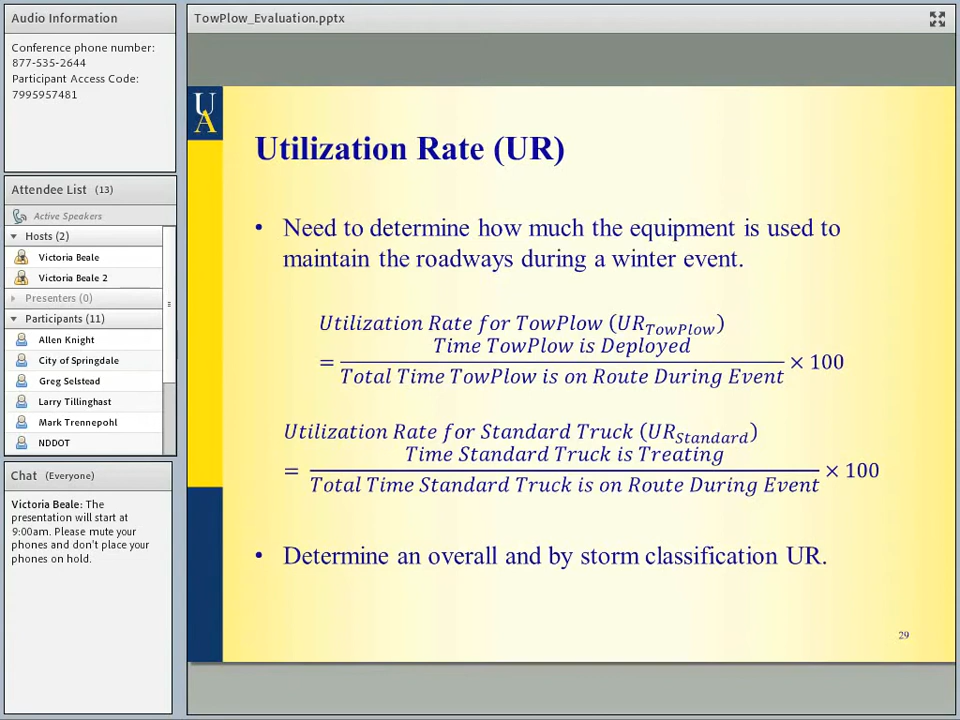 Audio Information
Conference phone number:
877-535-2644
Participant Access Code:
7995957481
Attendee List (13)
Active Speakers
Hosts (2)
Victoria Beale
Victoria Beale 2
Presenters (0)
Participants (11)
Allen Knight
City of Springdale
Greg Selstead
Larry Tillinghast
Mark Trennepohl
NDDOT
Chat (Everyone)
Victoria Beale: The
presentation will start at
9:00am. Please mute your
phones and don't place your
phones on hold.
TowPlow_Evaluation.pptx
UA
Utilization Rate (UR)
• Need to determine how much the equipment is used to
maintain the roadways during a winter event.
Utilization Rate for TowPlow (UR_TowPlow)
Time TowPlow is Deployed
= × 100
Total Time TowPlow is on Route During Event
Utilization Rate for Standard Truck (UR_Standard)
Time Standard Truck is Treating
= × 100
Total Time Standard Truck is on Route During Event
• Determine an overall and by storm classification UR.
29